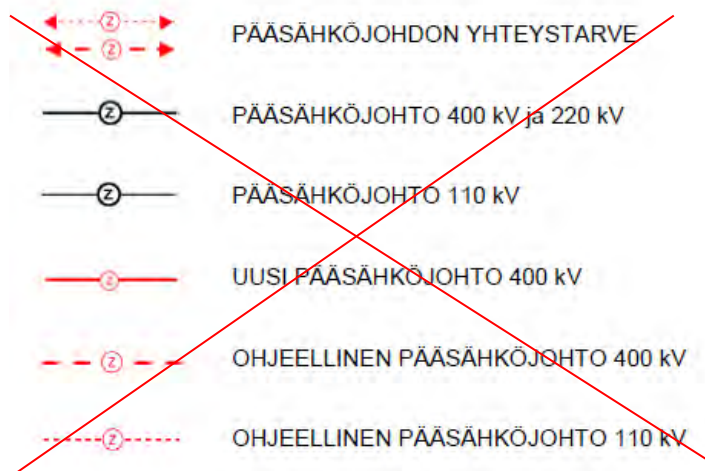 Z
Z
PÄÄSÄHKÖJOHDON YHTEYSTARVE
Z PÄÄSÄHKÖJOHTO 400 kV ja 220 kV
Z PÄÄSÄHKÖJOHTO 110 kV
Z UUSI PÄÄSÄHKÖJOHTO 400 kV
Z OHJEELLINEN PÄÄSÄHKÖJOHTO 400 kV
Z OHJEELLINEN PÄÄSÄHKÖJOHTO 110 kV